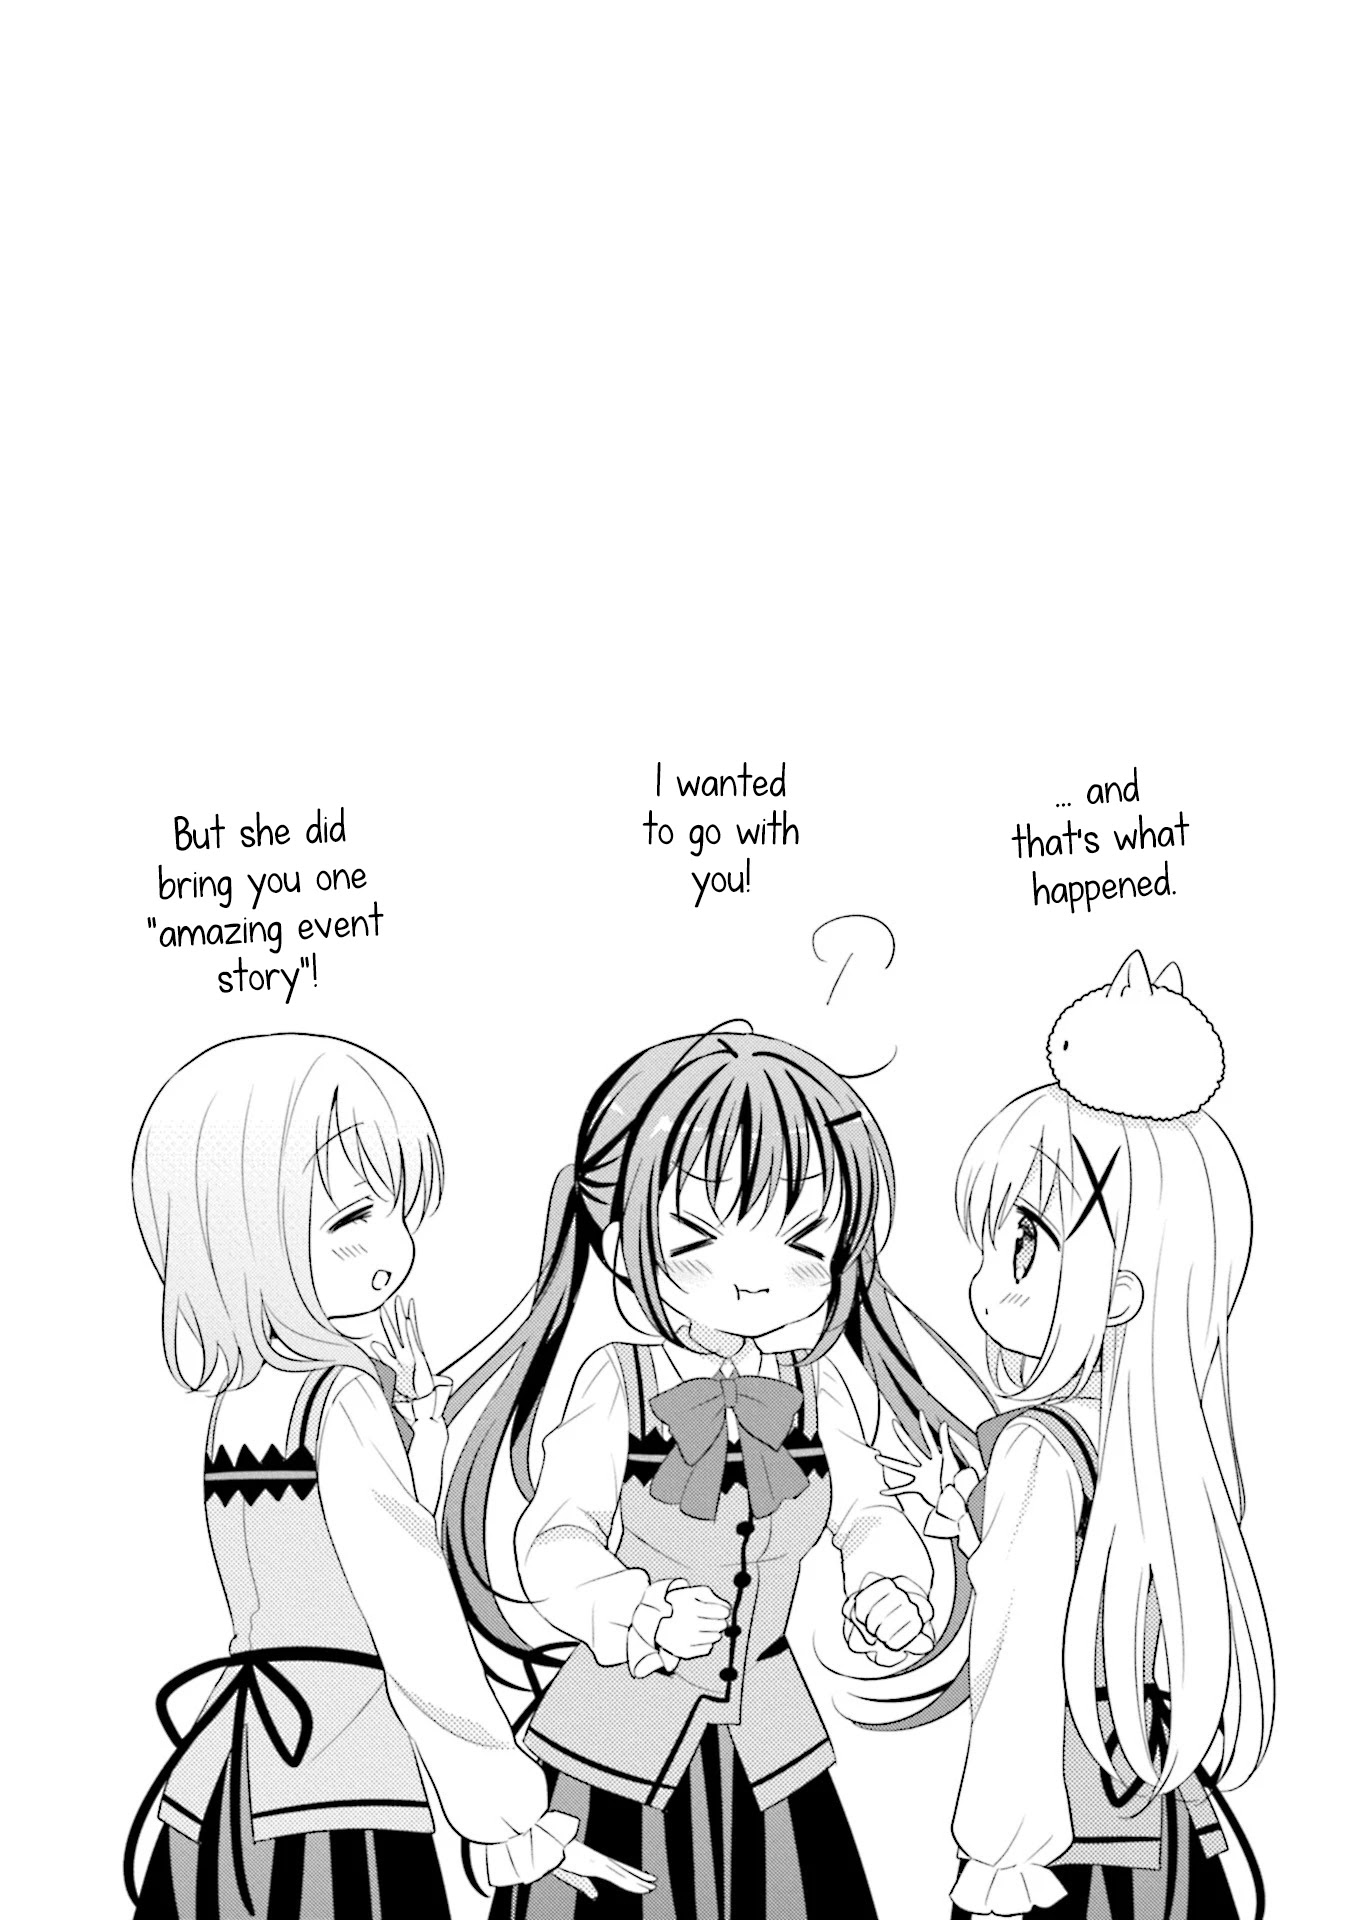 ... and
that's what
happened.
I wanted
to go with
you!
But she did
bring you one
"amazing event
story"!